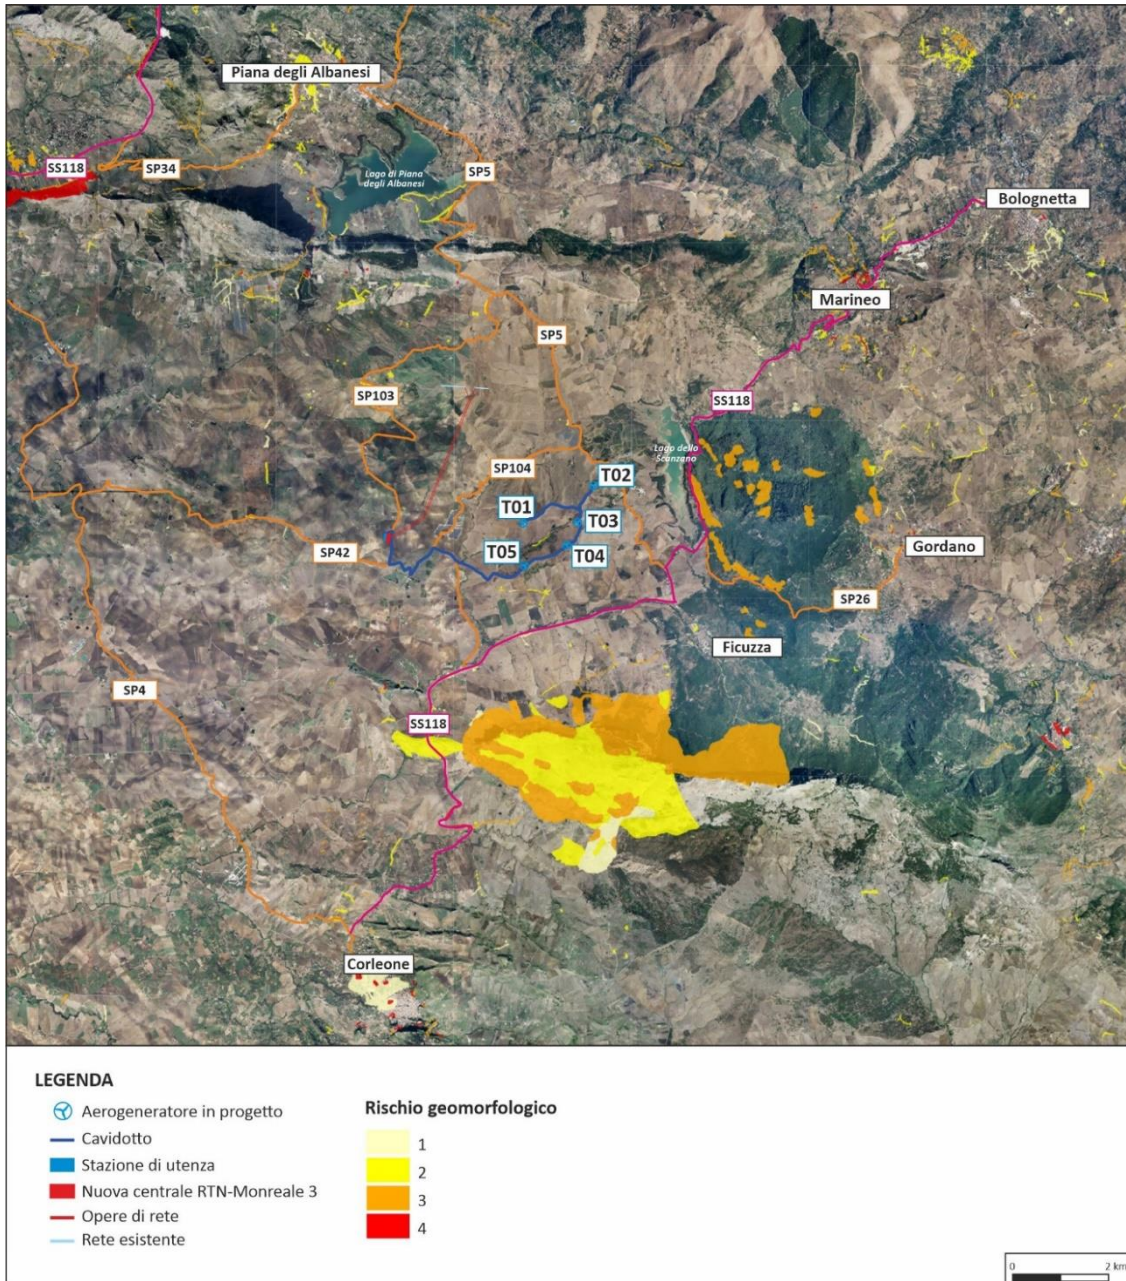 Piana degli Albanesi
SS118
SP34
Lago di Piana
degli Albanesi
SP5
Bolognetta
Marineo
SP5
SP103
SS118
Lago dello
Scanzano
SP104
T02
T01
T03
SP42
T05
T04
Gordano
SP26
Ficuzza
SP4
SS118
Corleone
LEGENDA
Aerogeneratore in progetto
Cavidotto
Stazione di utenza
Nuova centrale RTN-Monreale 3
Opere di rete
Rete esistente
Rischio geomorfologico
1
2
3
4
0 2 km